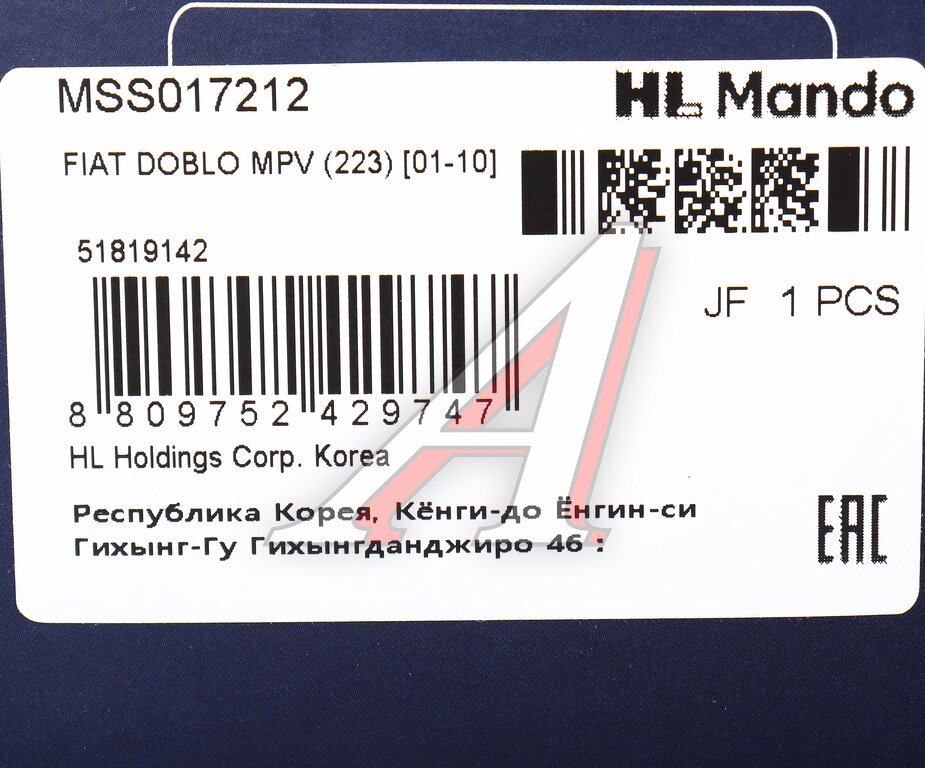 MSS017212
HL Mando
FIAT DOBLO MPV (223) [01-10]
51819142
JF 1 PCS
8 809752 429747
HL Holdings Corp. Korea
Республика Корея, Кёнги-до Ёнгин-си
Гихынг-Гу Гихынгданджиро 46 :
EAC